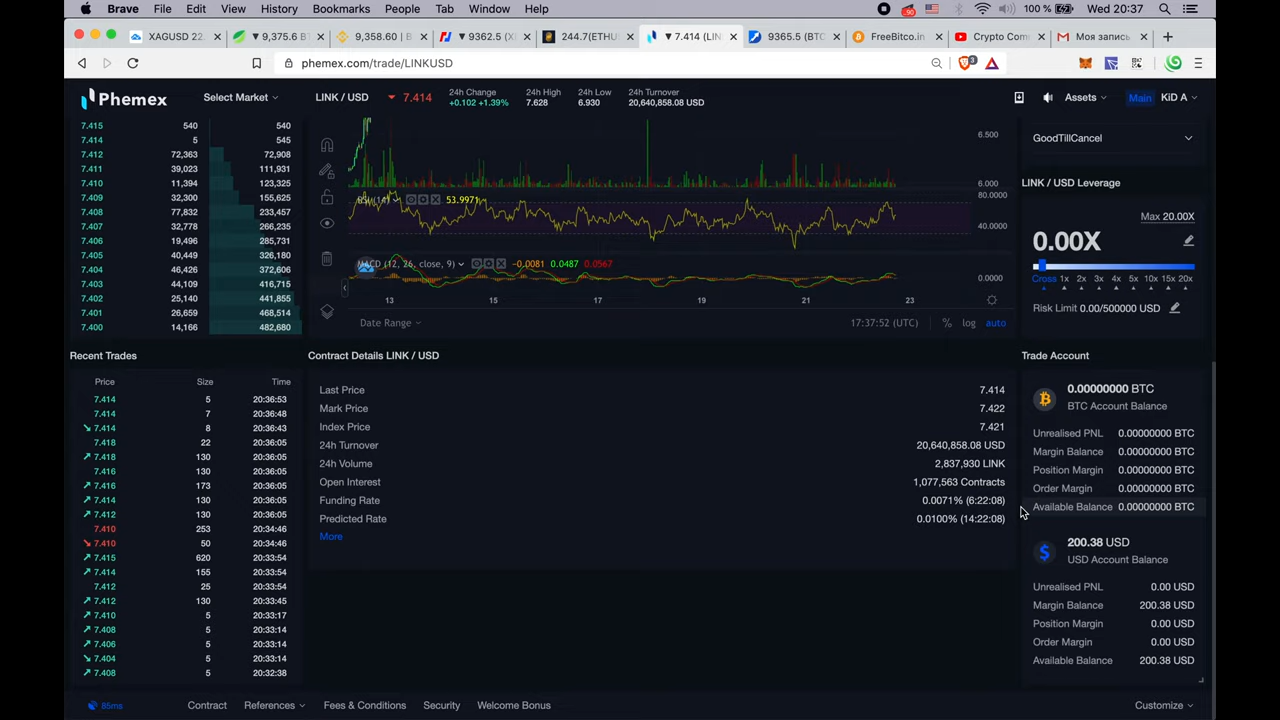 Brave File Edit View History Bookmarks People Tab Window Help 100 % Wed 20:37
XAGUSD 22. ▼ 9,375.6 B 9,358.60 | B ▼ 9362.5 (X 244.7(ETHU ▼ 7.414 (LIN 9365.5 (BTC FreeBitco.in Crypto Com Моя запись
phemex.com/trade/LINKUSD 3
Phemex Select Market LINK / USD 7.414 24h Change 24h High 24h Low 24h Turnover Assets Main KiD A
+0.102 +1.39% 7.628 6.930 20,640,858.08 USD
7.415 540 540
7.414 5 545
7.412 72,363 72,908
7.411 39,023 111,931
7.410 11,394 123,325
7.409 32,300 155,625
7.408 77,832 233,457
7.407 32,778 266,235
7.406 19,496 285,731
7.405 40,449 326,180
7.404 46,426 372,606
7.403 44,109 416,715
7.402 25,140 441,855
7.401 26,659 468,514
7.400 14,166 482,680
6.500
6.000
53.9971
80.0000
40.0000
MACD (12, 26, close, 9) −0.0081 0.0487 0.0567
0.0000
13 15 17 19 21 23
Date Range 17:37:52 (UTC) % log auto
GoodTillCancel
LINK / USD Leverage
Max 20.00X
0.00X
Cross 1x 2x 3x 4x 5x 6x 8x 10x 15x 20x
Risk Limit 0.00/500000 USD
Recent Trades
Price Size Time
7.414 5 20:36:53
7.414 7 20:36:48
↘ 7.414 8 20:36:43
7.418 22 20:36:05
↗ 7.418 130 20:36:05
7.416 130 20:36:05
↗ 7.416 173 20:36:05
↗ 7.414 130 20:36:05
↗ 7.412 130 20:36:05
7.410 253 20:34:46
↘ 7.410 50 20:34:46
↗ 7.415 620 20:33:54
↗ 7.414 155 20:33:54
7.412 25 20:33:54
↗ 7.412 130 20:33:45
↗ 7.410 5 20:33:17
↗ 7.408 5 20:33:14
↗ 7.406 5 20:33:14
↘ 7.404 5 20:33:14
↗ 7.408 5 20:32:38
Contract Details LINK / USD
Last Price 7.414
Mark Price 7.422
Index Price 7.421
24h Turnover 20,640,858.08 USD
24h Volume 2,837,930 LINK
Open Interest 1,077,563 Contracts
Funding Rate 0.0071% (6:22:08)
Predicted Rate 0.0100% (14:22:08)
More
Trade Account
0.00000000 BTC
BTC Account Balance
Unrealised PNL 0.00000000 BTC
Margin Balance 0.00000000 BTC
Position Margin 0.00000000 BTC
Order Margin 0.00000000 BTC
Available Balance 0.00000000 BTC
200.38 USD
USD Account Balance
Unrealised PNL 0.00 USD
Margin Balance 200.38 USD
Position Margin 0.00 USD
Order Margin 0.00 USD
Available Balance 200.38 USD
85ms Contract References Fees & Conditions Security Welcome Bonus Customize